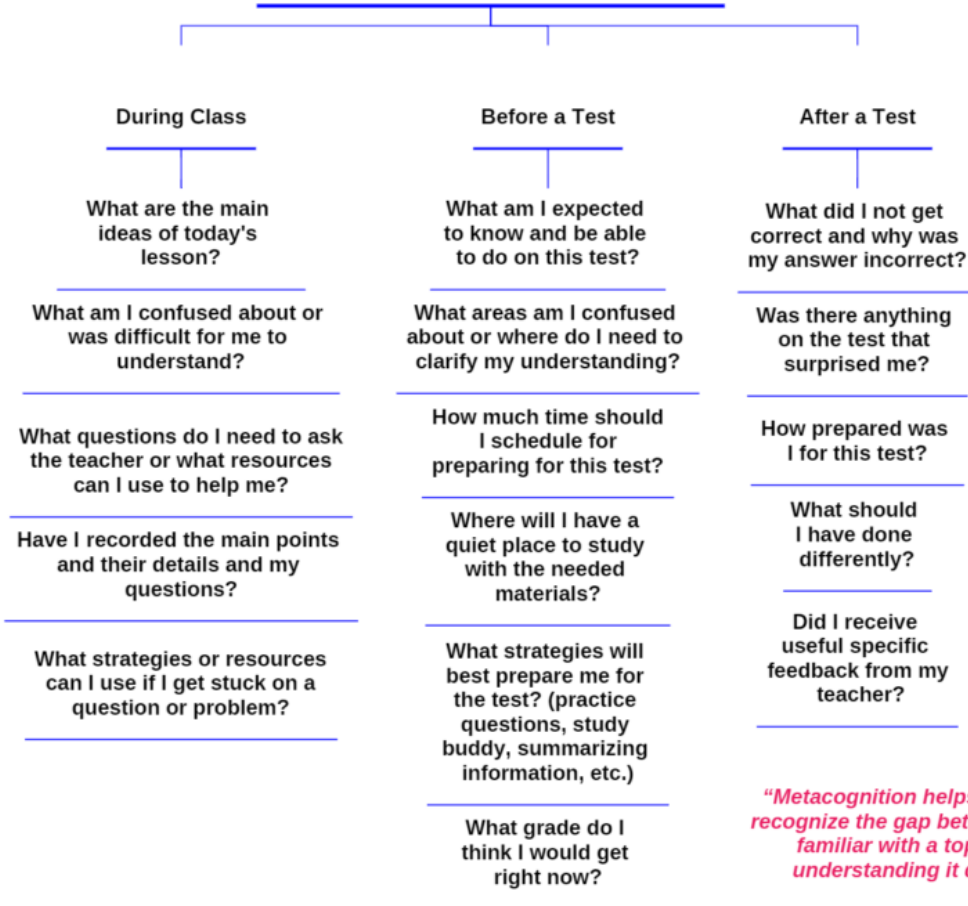 During Class
What are the main
ideas of today's
lesson?
What am I confused about or
was difficult for me to
understand?
What questions do I need to ask
the teacher or what resources
can I use to help me?
Have I recorded the main points
and their details and my
questions?
What strategies or resources
can I use if I get stuck on a
question or problem?
Before a Test
What am I expected
to know and be able
to do on this test?
What areas am I confused
about or where do I need to
clarify my understanding?
How much time should
I schedule for
preparing for this test?
Where will I have a
quiet place to study
with the needed
materials?
What strategies will
best prepare me for
the test? (practice
questions, study
buddy, summarizing
information, etc.)
What grade do I
think I would get
right now?
After a Test
What did I not get
correct and why was
my answer incorrect?
Was there anything
on the test that
surprised me?
How prepared was
I for this test?
What should
I have done
differently?
Did I receive
useful specific
feedback from my
teacher?
“Metacognition
recognize the gap
familiar with a
understanding it